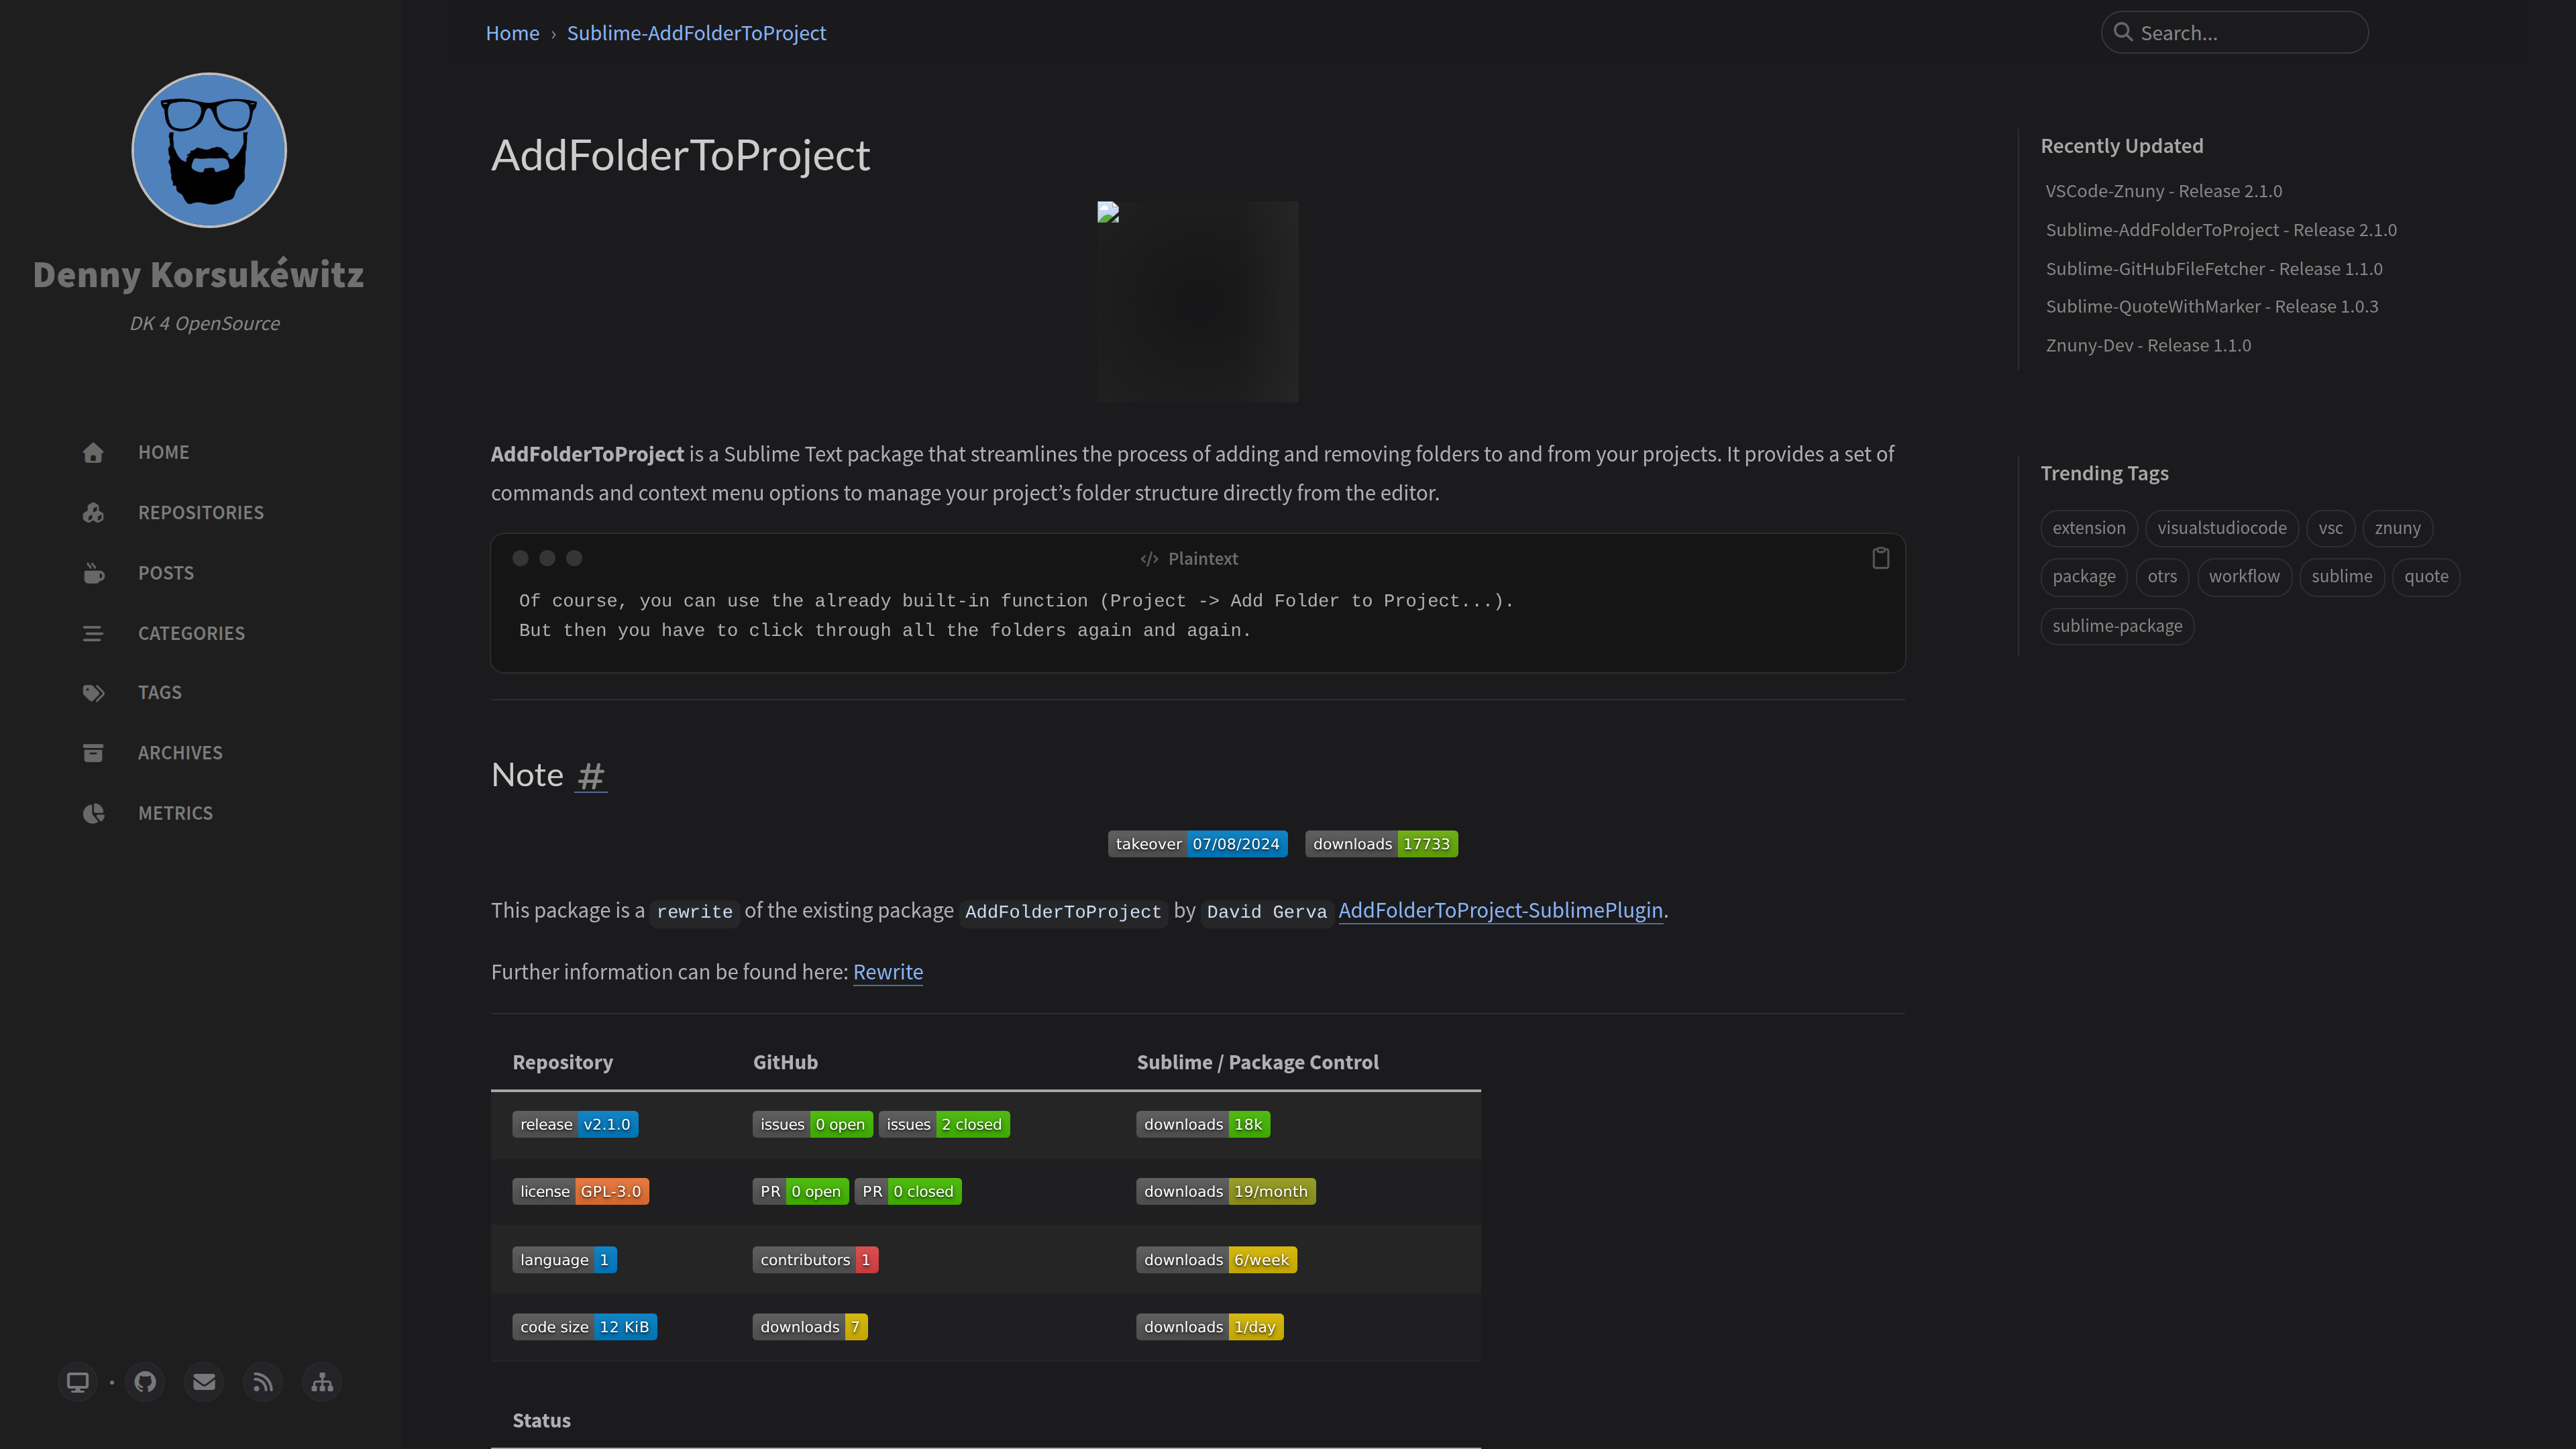 Denny Korsukéwitz
DK 4 OpenSource
HOME
REPOSITORIES
POSTS
CATEGORIES
TAGS
ARCHIVES
METRICS
Home › Sublime-AddFolderToProject
Search...
AddFolderToProject
AddFolderToProject is a Sublime Text package that streamlines the process of adding and removing folders to and from your projects. It provides a set of
commands and context menu options to manage your project’s folder structure directly from the editor.
</> Plaintext
Of course, you can use the already built-in function (Project -> Add Folder to Project...).
But then you have to click through all the folders again and again.
Note #
takeover 07/08/2024 downloads 17733
This package is a rewrite of the existing package AddFolderToProject by David Gerva AddFolderToProject-SublimePlugin.
Further information can be found here: Rewrite
Repository GitHub Sublime / Package Control
release v2.1.0 issues 0 open issues 2 closed downloads 18k
license GPL-3.0 PR 0 open PR 0 closed downloads 19/month
language 1 contributors 1 downloads 6/week
code size 12 KiB downloads 7 downloads 1/day
Status
Recently Updated
VSCode-Znuny - Release 2.1.0
Sublime-AddFolderToProject - Release 2.1.0
Sublime-GitHubFileFetcher - Release 1.1.0
Sublime-QuoteWithMarker - Release 1.0.3
Znuny-Dev - Release 1.1.0
Trending Tags
extension visualstudiocode vsc znuny
package otrs workflow sublime quote
sublime-package